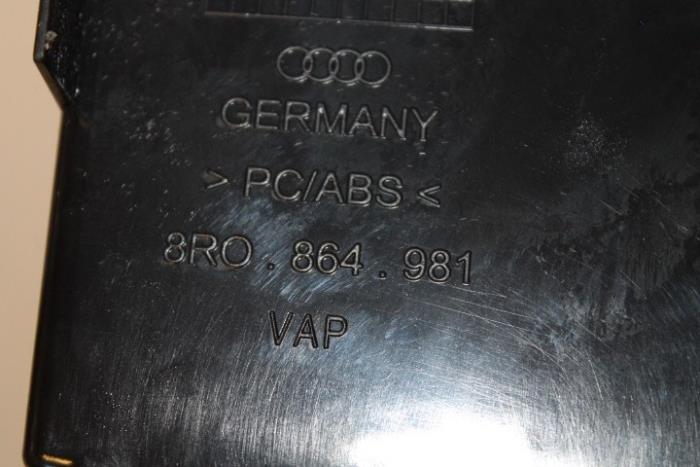 GERMANY
> PC/ABS <
8R0 . 864 . 981
VAP